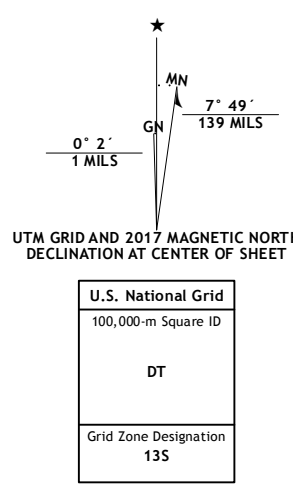 MN
7° 49´
139 MILS
GN
0° 2´
1 MILS
UTM GRID AND 2017 MAGNETIC NORTH
DECLINATION AT CENTER OF SHEET
U.S. National Grid
100,000-m Square ID
DT
Grid Zone Designation
13S